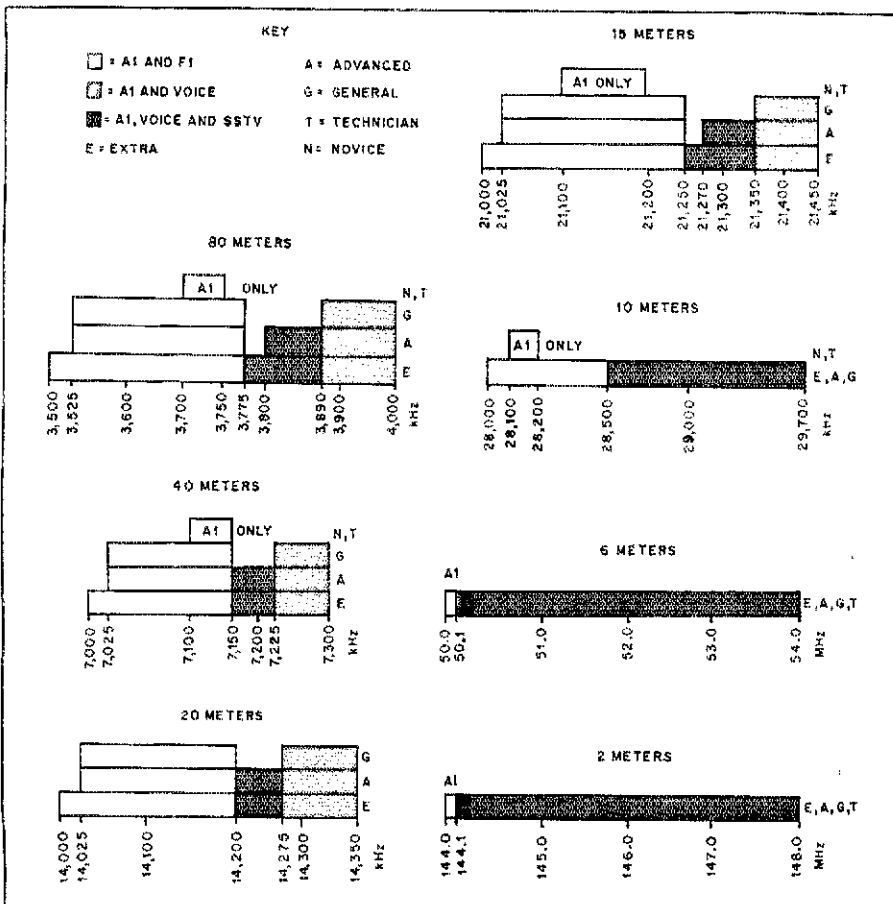 KEY
= A1 AND F1
= A1 AND VOICE
= A1, VOICE AND SSTV
E = EXTRA
A = ADVANCED
G = GENERAL
T = TECHNICIAN
N = NOVICE
80 METERS
A1 ONLY
N,T
G
A
E
3,500
3,525
3,600
3,700
3,750
3,775
3,800
3,890
3,900
4,000
kHz
40 METERS
A1 ONLY
N,T
G
A
E
7,000
7,025
7,100
7,150
7,200
7,225
7,300
kHz
20 METERS
G
A
E
14,000
14,025
14,100
14,200
14,275
14,300
14,350
kHz
15 METERS
A1 ONLY
N,T
G
A
E
21,000
21,025
21,100
21,200
21,250
21,270
21,300
21,350
21,400
21,450
kHz
10 METERS
A1 ONLY
N,T
E,A,G
28,000
28,100
28,200
28,500
29,000
29,700
kHz
6 METERS
A1
E,A,G,T
50.0
50.1
51.0
52.0
53.0
54.0
MHz
2 METERS
A1
E,A,G,T
144.0
144.1
145.0
146.0
147.0
148.0
MHz